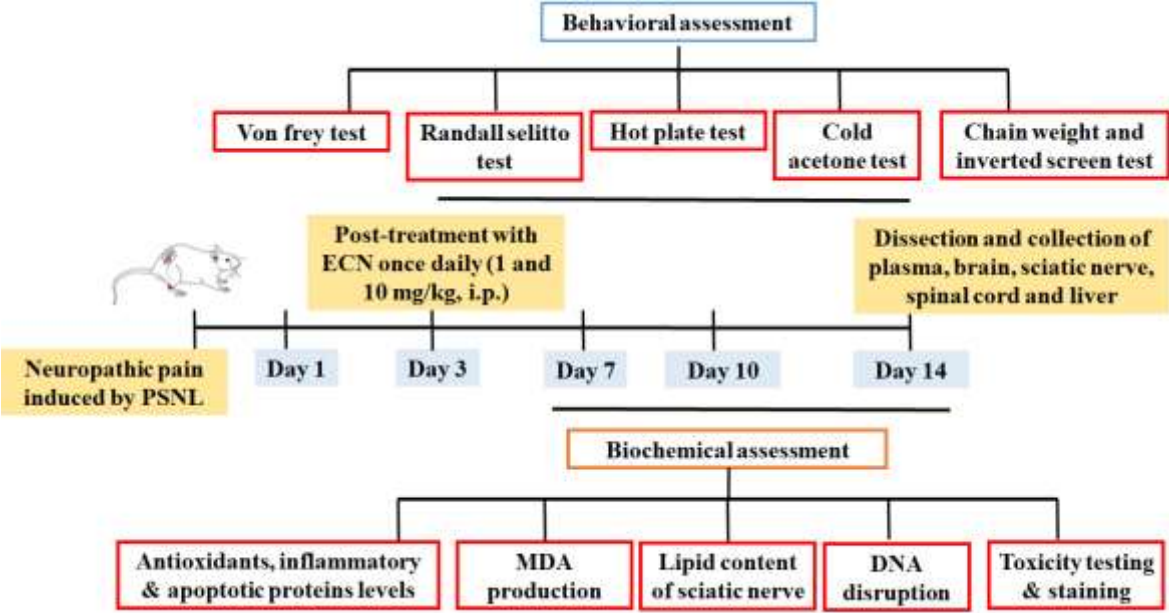 Behavioral assessment
Von frey test
Randall selitto
test
Hot plate test
Cold
acetone test
Chain weight and
inverted screen test
Post-treatment with
ECN once daily (1 and
10 mg/kg, i.p.)
Dissection and collection of
plasma, brain, sciatic nerve,
spinal cord and liver
Neuropathic pain
induced by PSNL
Day 1
Day 3
Day 7
Day 10
Day 14
Biochemical assessment
Antioxidants, inflammatory
& apoptotic proteins levels
MDA
production
Lipid content
of sciatic nerve
DNA
disruption
Toxicity testing
& staining